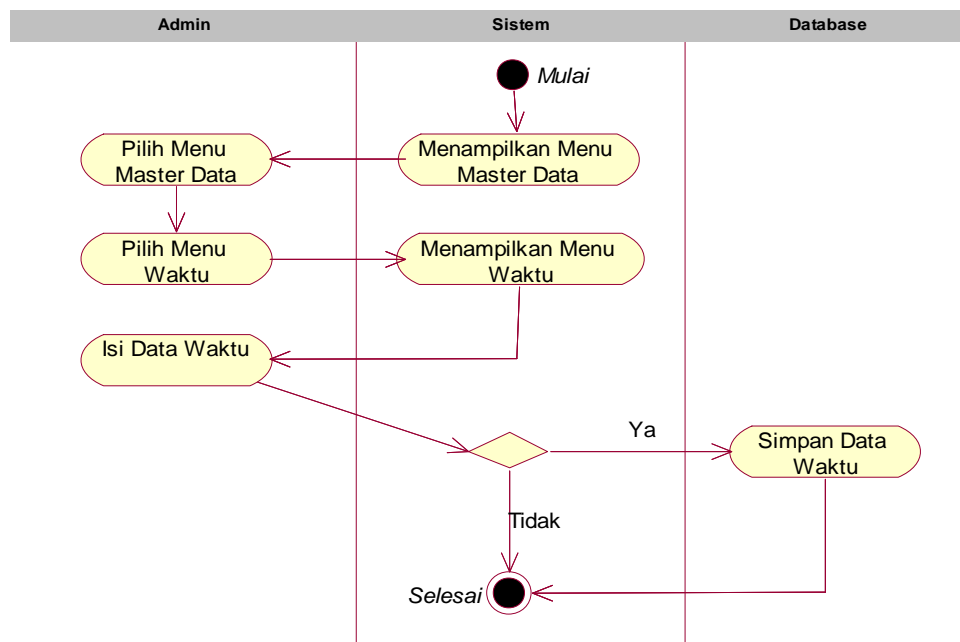 Admin
Sistem
Database
Mulai
Pilih Menu
Master Data
Menampilkan Menu
Master Data
Pilih Menu
Waktu
Menampilkan Menu
Waktu
Isi Data Waktu
Ya
Simpan Data
Waktu
Tidak
Selesai